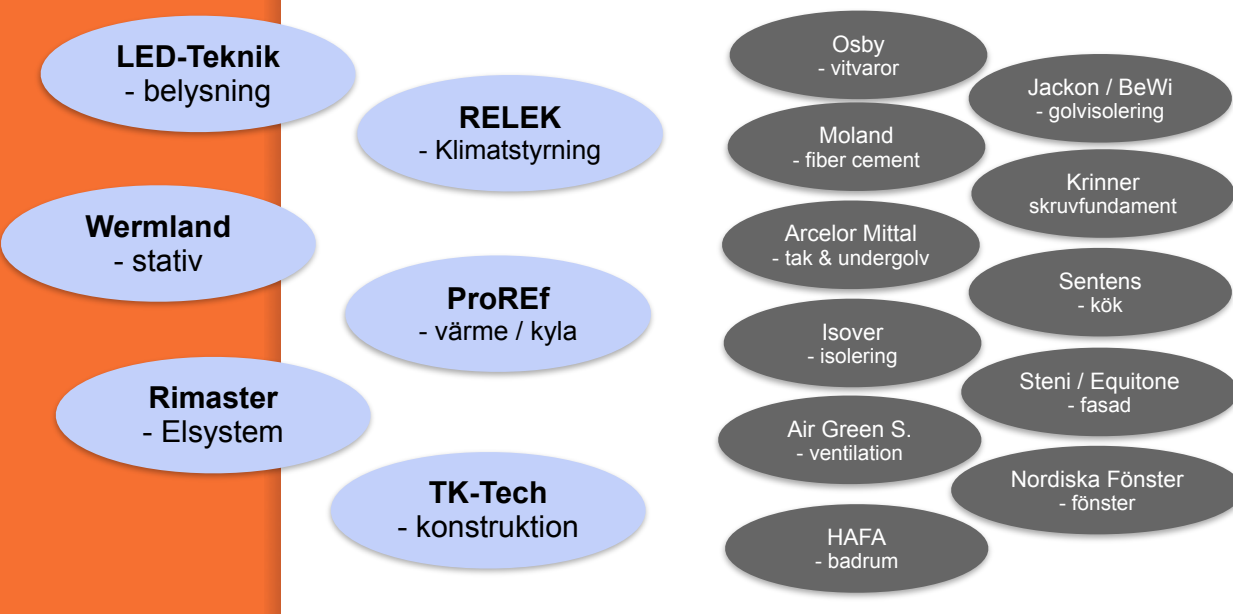 LED-Teknik
- belysning
RELEK
- Klimatstyrning
Wermland
- stativ
ProREf
- värme / kyla
Rimaster
- Elsystem
TK-Tech
- konstruktion
Osby
- vitvaror
Jackon / BeWi
- golvisolering
Moland
- fiber cement
Krinner
skruvfundament
Arcelor Mittal
- tak & undergolv
Sentens
- kök
Isover
- isolering
Steni / Equitone
- fasad
Air Green S.
- ventilation
Nordiska Fönster
- fönster
HAFA
- badrum